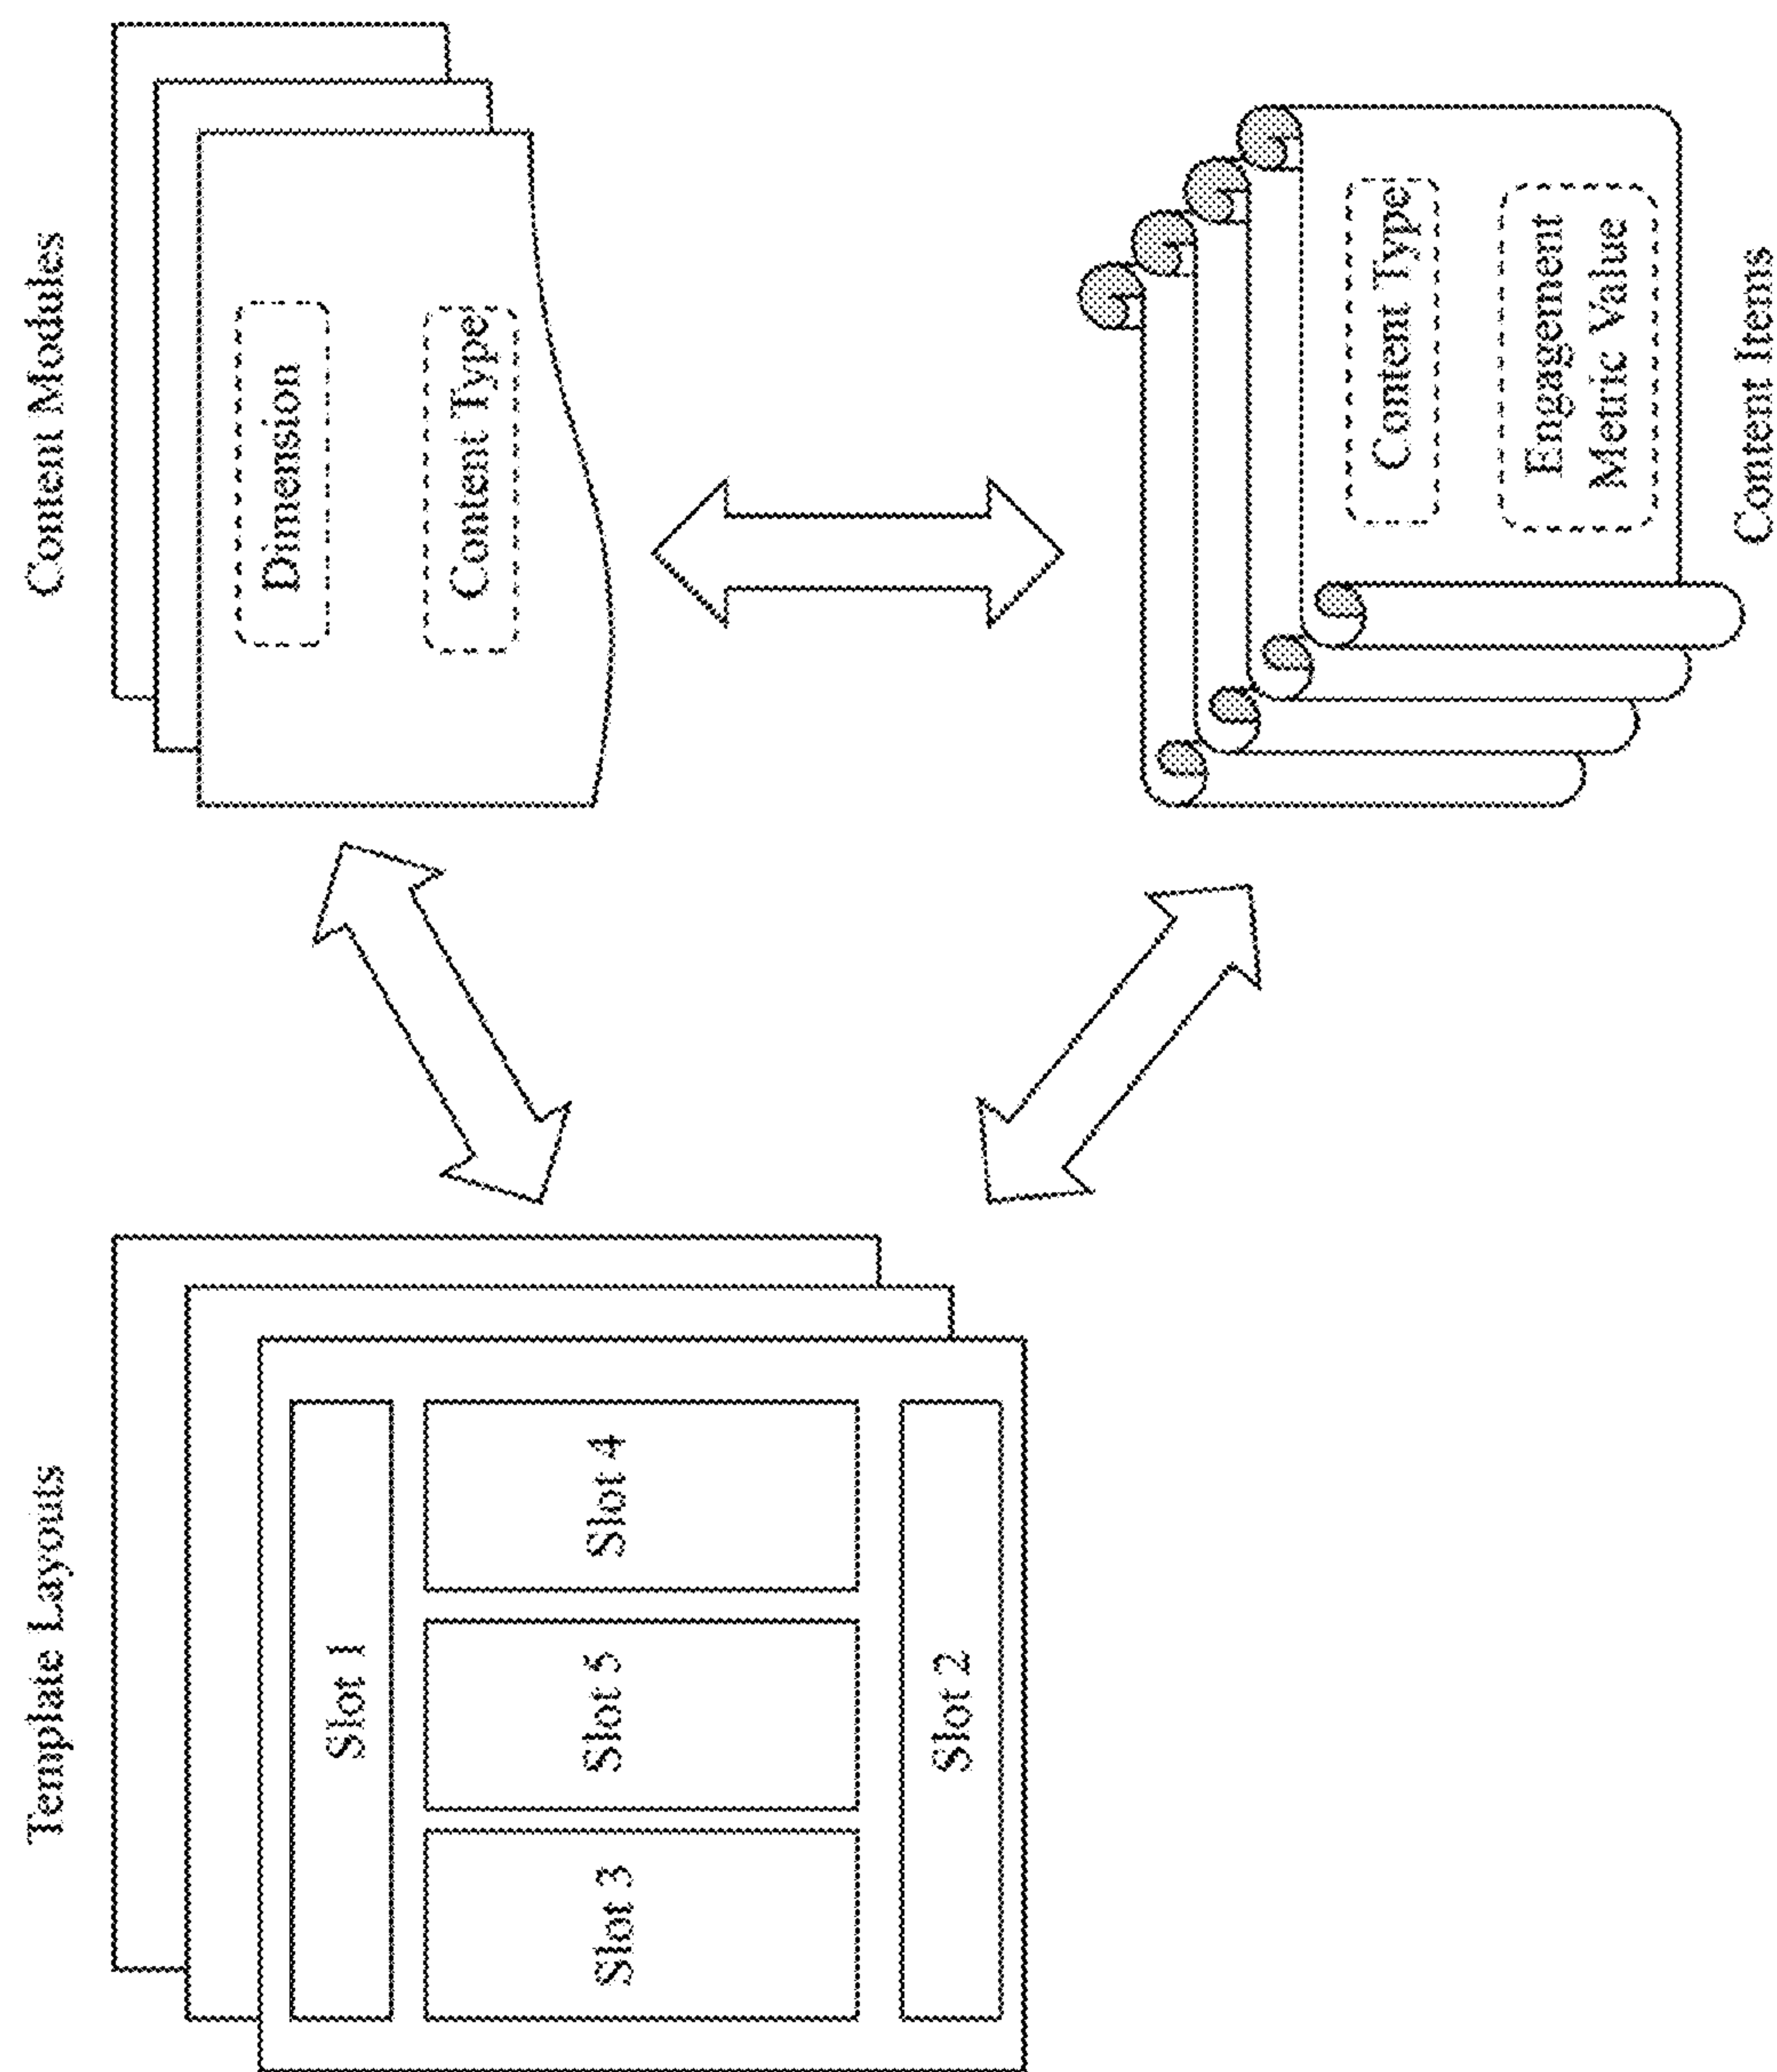 Template Layouts
Slot 1
Slot 3
Slot 5
Slot 4
Slot 2
Content Modules
Dimension
Content Type
Content Type
Engagement
Metric Value
Content Items